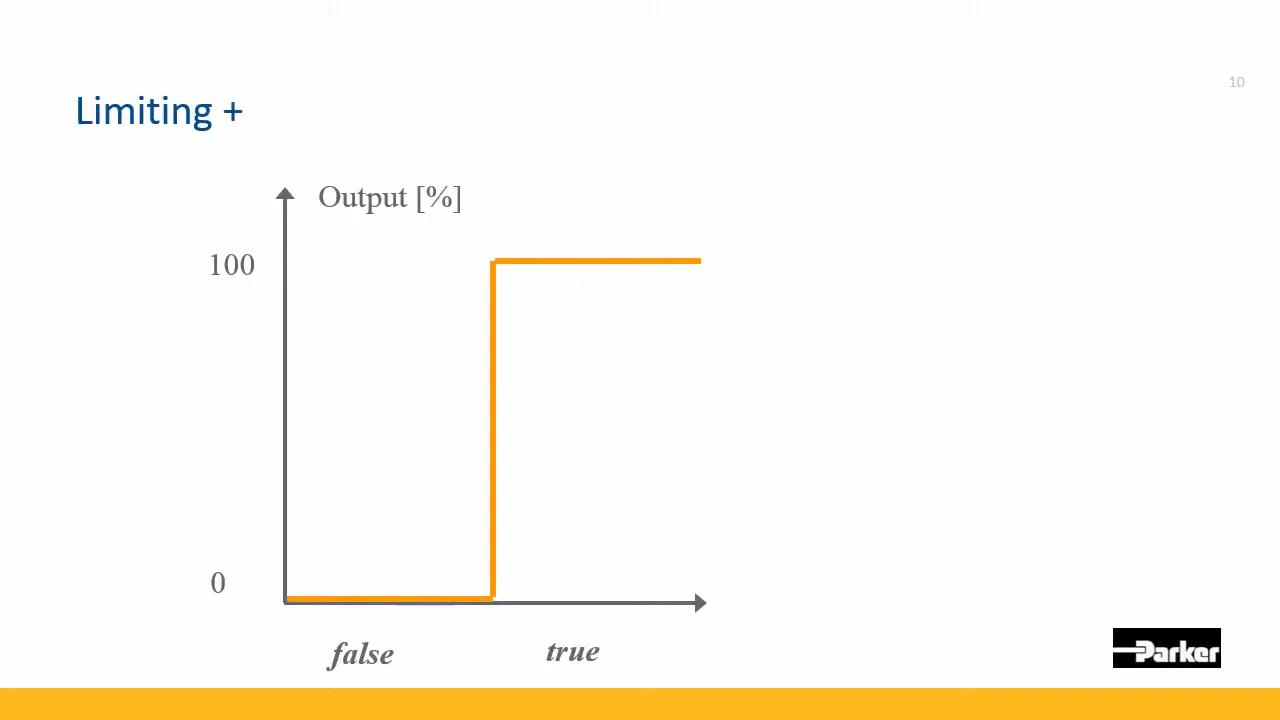 10
Limiting +
Output [%]
100
0
false
true
Parker